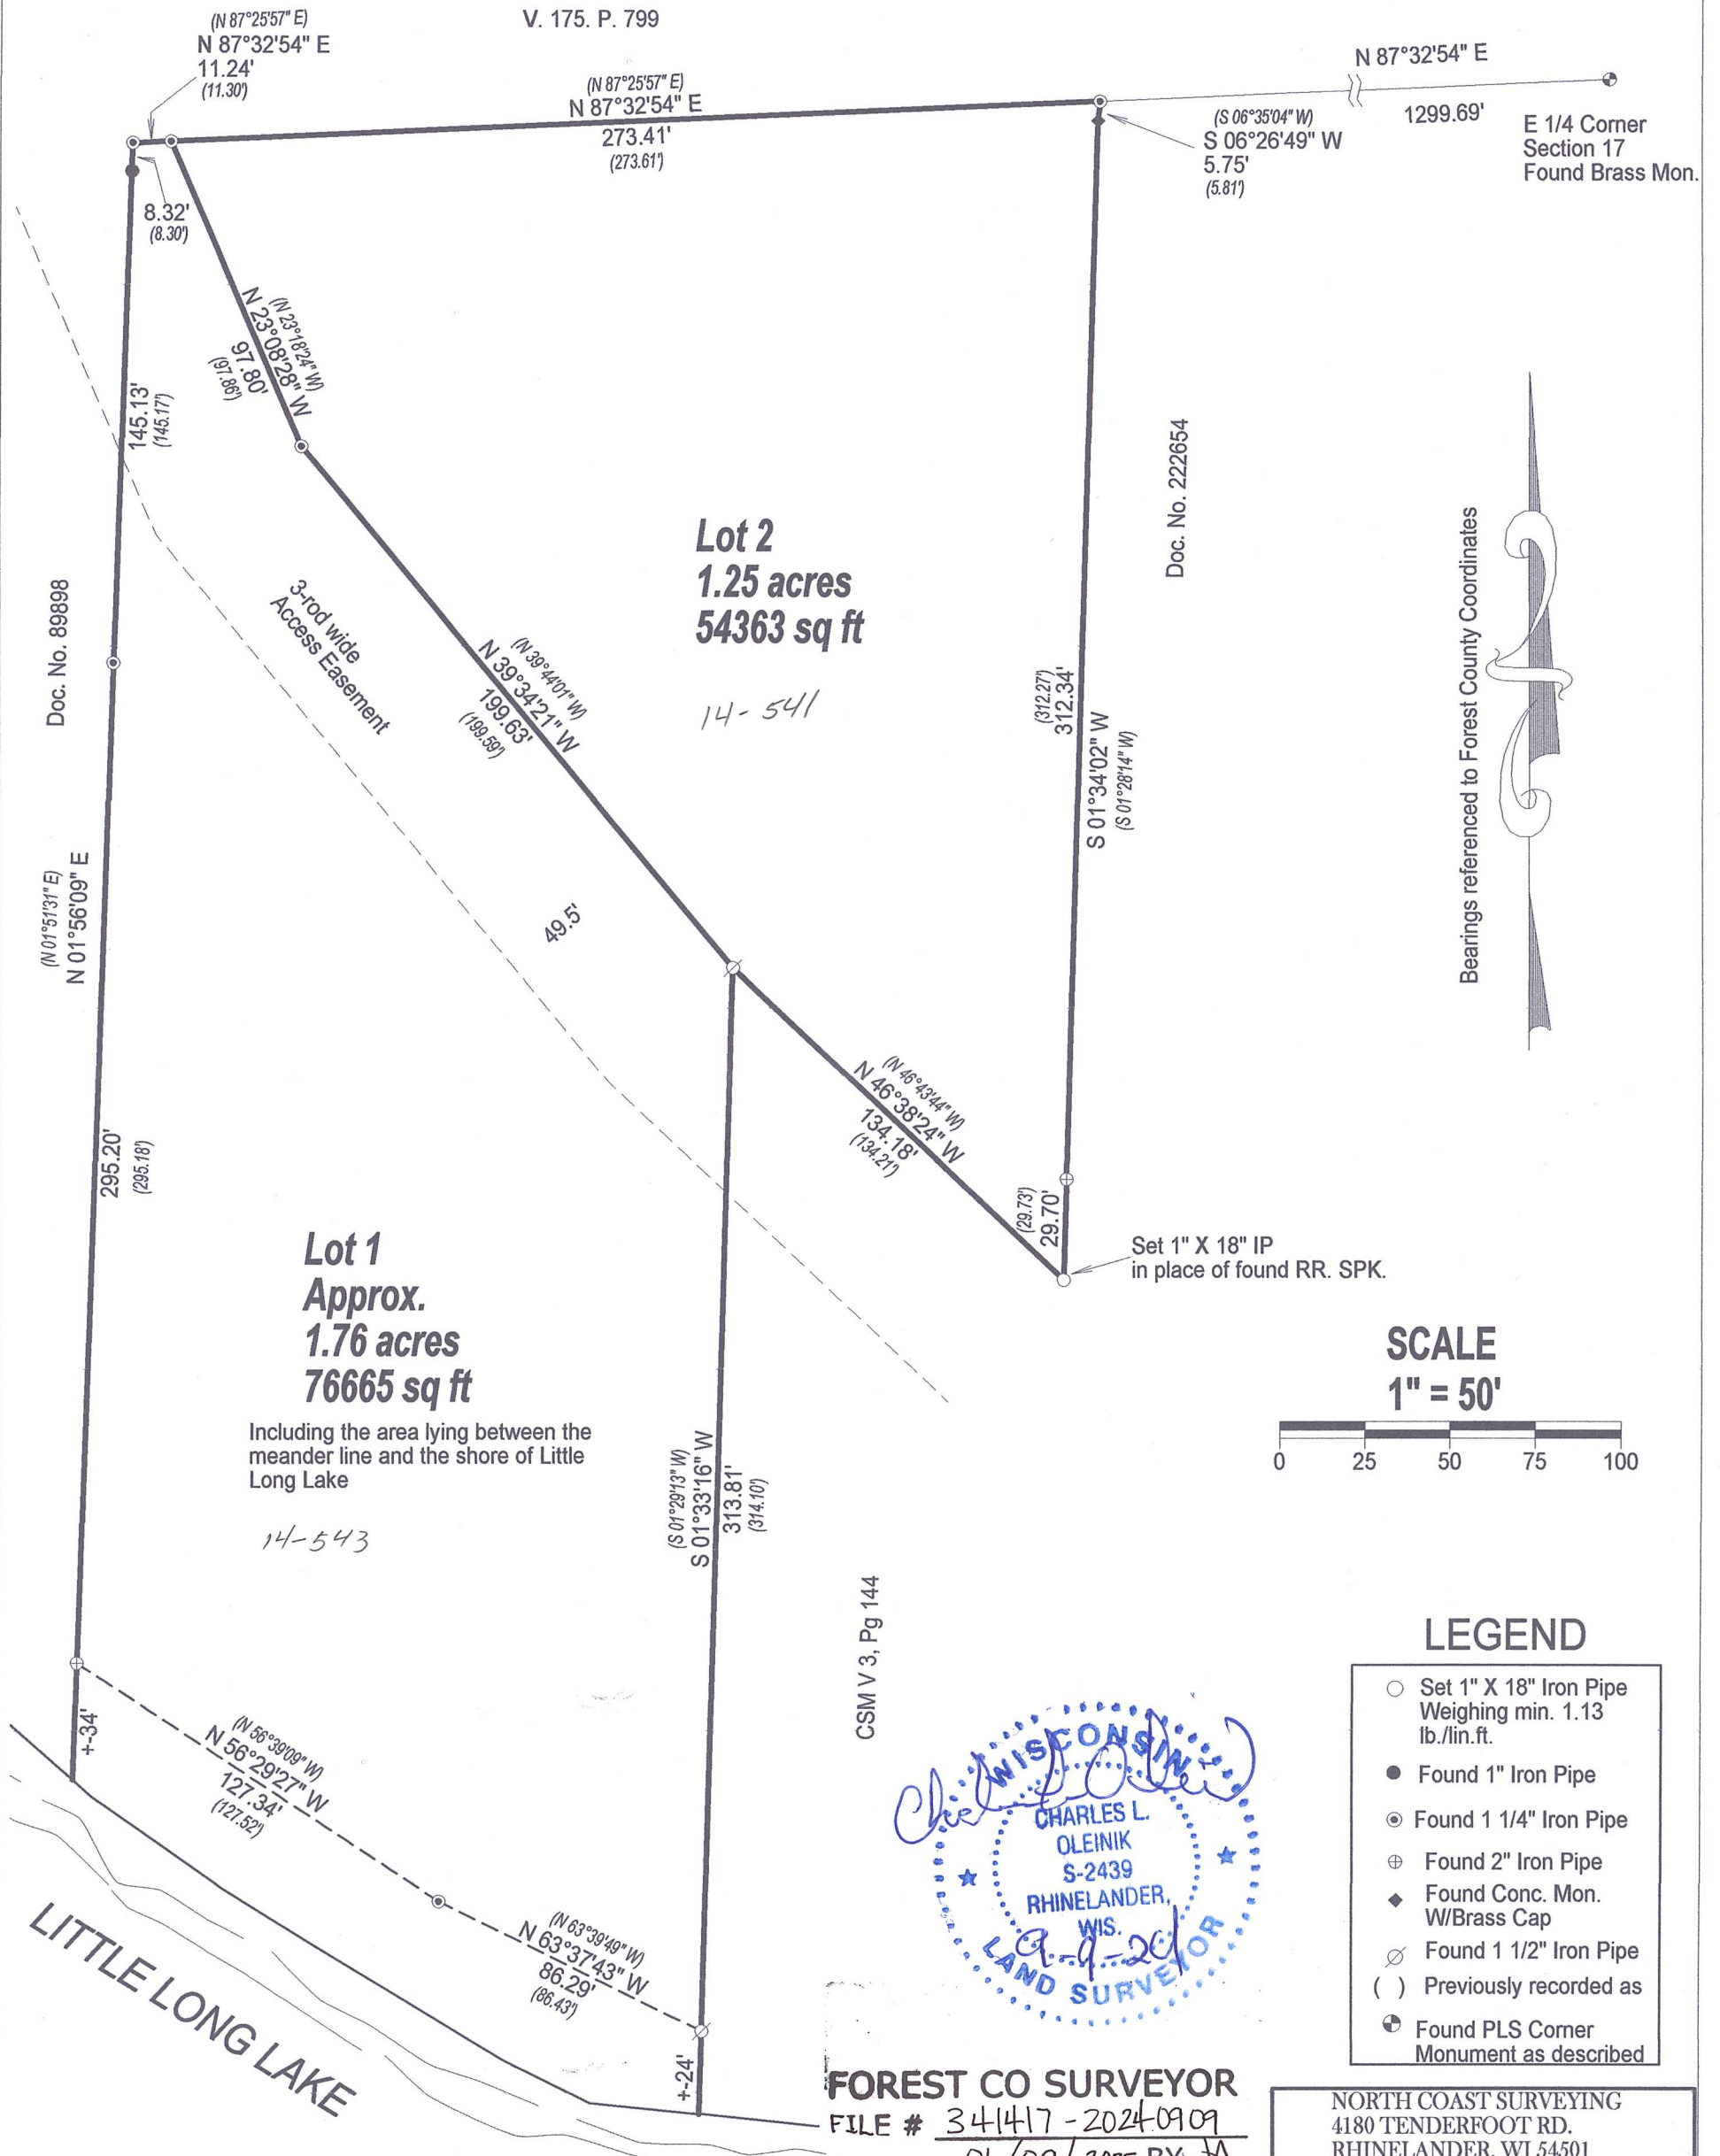 V. 175. P. 799
(N 87°25'57" E)
N 87°32'54" E
11.24'
(11.30')
(N 87°25'57" E)
N 87°32'54" E
273.41'
(273.61')
N 87°32'54" E
1299.69'
E 1/4 Corner
Section 17
Found Brass Mon.
(S 06°35'04" W)
S 06°26'49" W
5.75'
(5.81')
8.32'
(8.30')
(N 23°18'24" W)
N 23°08'28" W
97.80'
(97.86')
145.13'
(145.17')
Doc. No. 89898
Doc. No. 222654
Lot 2
1.25 acres
54363 sq ft
14-541
3-rod wide
Access Easement
(N 39°44'01" W)
N 39°34'21" W
199.63'
(199.59')
(312.27')
312.34'
S 01°34'02" W
(S 01°28'14" W)
Bearings referenced to Forest County Coordinates
(N 01°51'31" E)
N 01°56'09" E
49.5'
(N 46°43'44" W)
N 46°38'24" W
134.18'
(134.21')
295.20'
(295.18')
(29.73')
29.70'
Set 1" X 18" IP
in place of found RR. SPK.
Lot 1
Approx.
1.76 acres
76665 sq ft
Including the area lying between the
meander line and the shore of Little
Long Lake
14-543
SCALE
1" = 50'
0 25 50 75 100
(S 01°29'13" W)
S 01°33'16" W
313.81'
(314.10')
CSM V 3, Pg 144
+-34'
(N 56°39'09" W)
N 56°29'27" W
127.34'
(127.52')
(N 63°39'49" W)
N 63°37'43" W
86.29'
(86.43')
+-24'
LITTLE LONG LAKE
WISCONSIN
CHARLES L.
OLEINIK
S-2439
RHINELANDER,
WIS.
LAND SURVEYOR
LEGEND
Set 1" X 18" Iron Pipe
Weighing min. 1.13
lb./lin.ft.
Found 1" Iron Pipe
Found 1 1/4" Iron Pipe
Found 2" Iron Pipe
Found Conc. Mon.
W/Brass Cap
Found 1 1/2" Iron Pipe
( ) Previously recorded as
Found PLS Corner
Monument as described
FOREST CO SURVEYOR
FILE # 341417-20240909
BY
NORTH COAST SURVEYING
4180 TENDERFOOT RD.
RHINELANDER, WI 54501